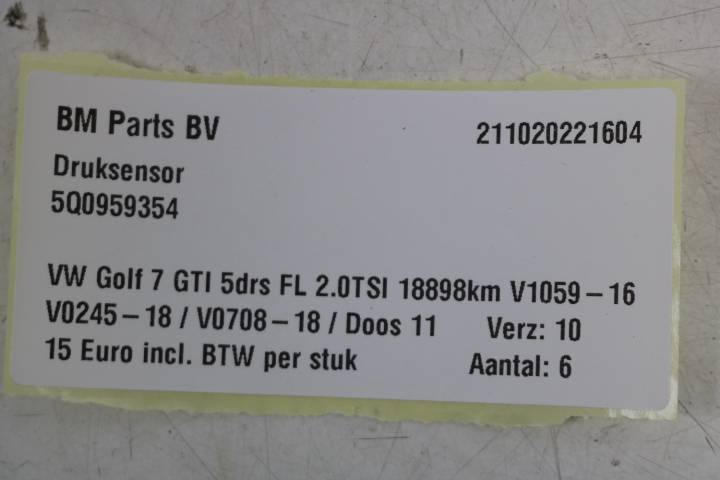 BM Parts BV 211020221604
Druksensor
5Q0959354
VW Golf 7 GTI 5drs FL 2.0TSI 18898km V1059-16
V0245-18 / V0708-18 / Doos 11 Verz: 10
15 Euro incl. BTW per stuk Aantal: 6